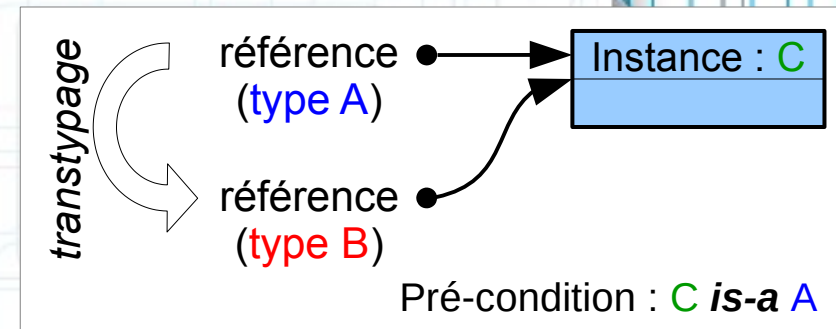 transtypage
référence
(type A)
Instance : C
référence
(type B)
Pré-condition : C is-a A